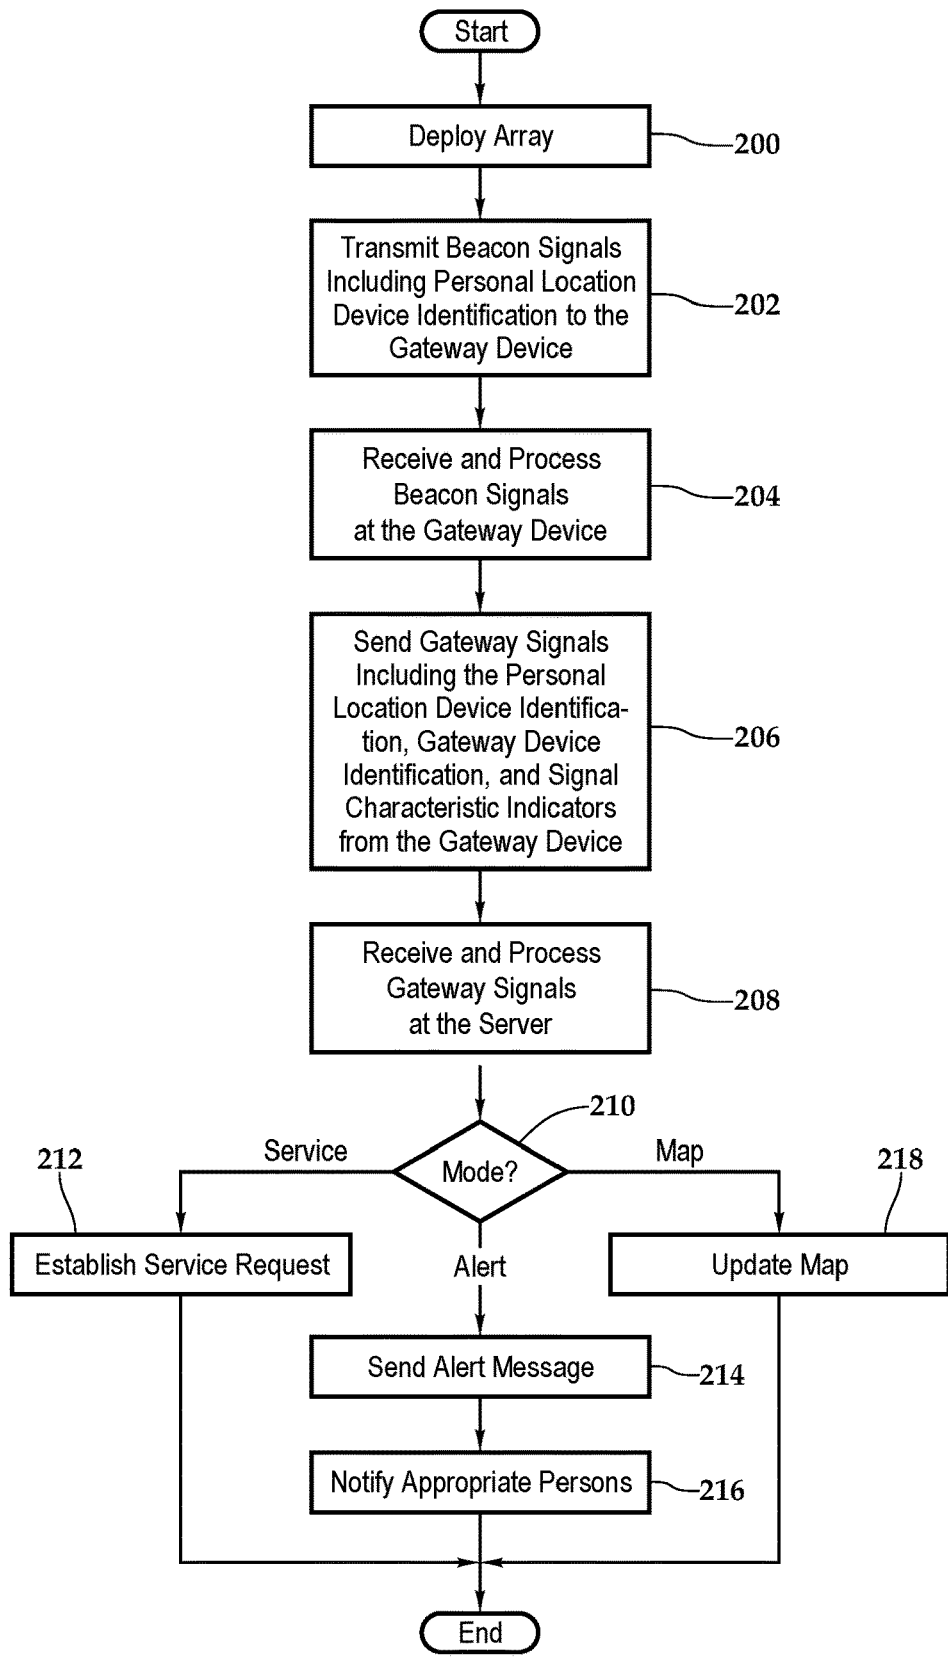 Start
Deploy Array
200
Transmit Beacon Signals
Including Personal Location
Device Identification to the
Gateway Device
202
Receive and Process
Beacon Signals
at the Gateway Device
204
Send Gateway Signals
Including the Personal
Location Device Identifica-
tion, Gateway Device
Identification, and Signal
Characteristic Indicators
from the Gateway Device
206
Receive and Process
Gateway Signals
at the Server
208
210
Mode?
Service
Map
212
218
Establish Service Request
Alert
Update Map
Send Alert Message
214
Notify Appropriate Persons
216
End